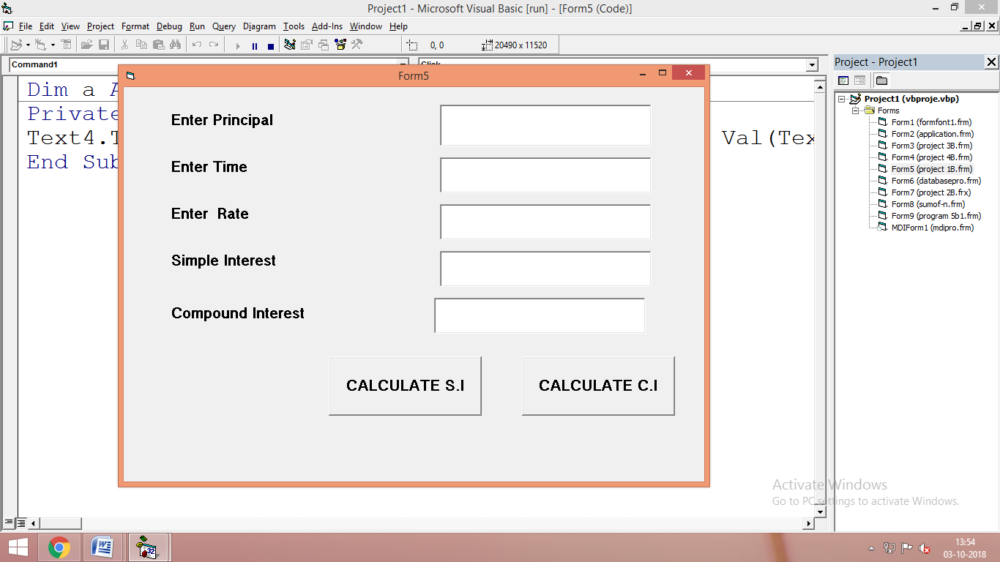 Project1 - Microsoft Visual Basic [run] - [Form5 (Code)]
File Edit View Project Format Debug Run Query Diagram Tools Add-Ins Window Help
0, 0 20490 x 11520
Command1 Click
Project - Project1
Dim a A
Private
Text4.T Val(Tex
End Sub
Form5
Enter Principal
Enter Time
Enter Rate
Simple Interest
Compound Interest
CALCULATE S.I CALCULATE C.I
Project1 (vbproje.vbp)
Forms
Form1 (formfont1.frm)
Form2 (application.frm)
Form3 (project 3B.frm)
Form4 (project 4B.frm)
Form5 (project 1B.frm)
Form6 (databasepro.frm)
Form7 (project 2B.frx)
Form8 (sumof-n.frm)
Form9 (program 5b1.frm)
MDIForm1 (mdipro.frm)
Activate Windows
Go to PC settings to activate Windows.
32
13:54
03-10-2018